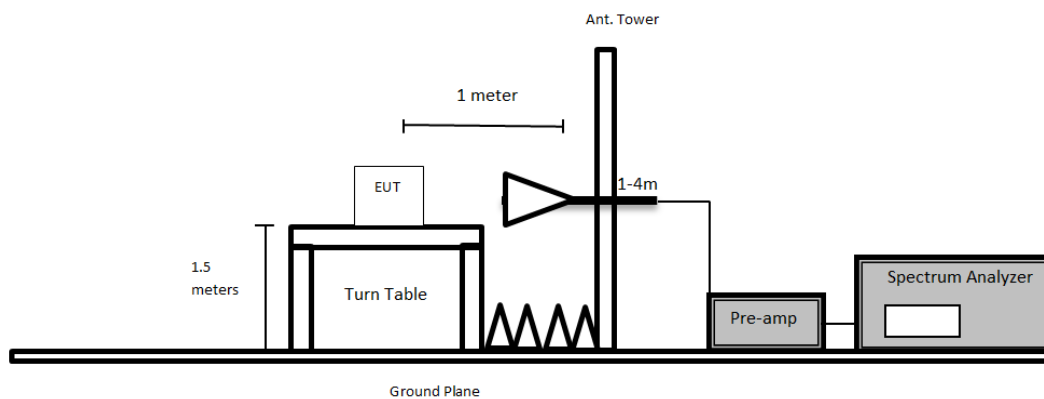 Ant. Tower
1 meter
EUT
1-4m
1.5
meters
Turn Table
Spectrum Analyzer
Pre-amp
Ground Plane